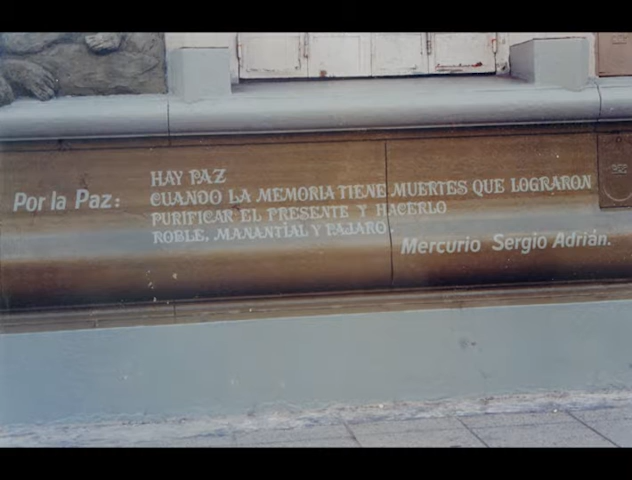 Por la Paz:
HAY PAZ
CUANDO LA MEMORIA TIENE MUERTES QUE LOGRARON
PURIFICAR EL PRESENTE Y HACERLO
ROBLE, MANANTÍAL Y PAJARO.
Mercurio Sergio Adrián.